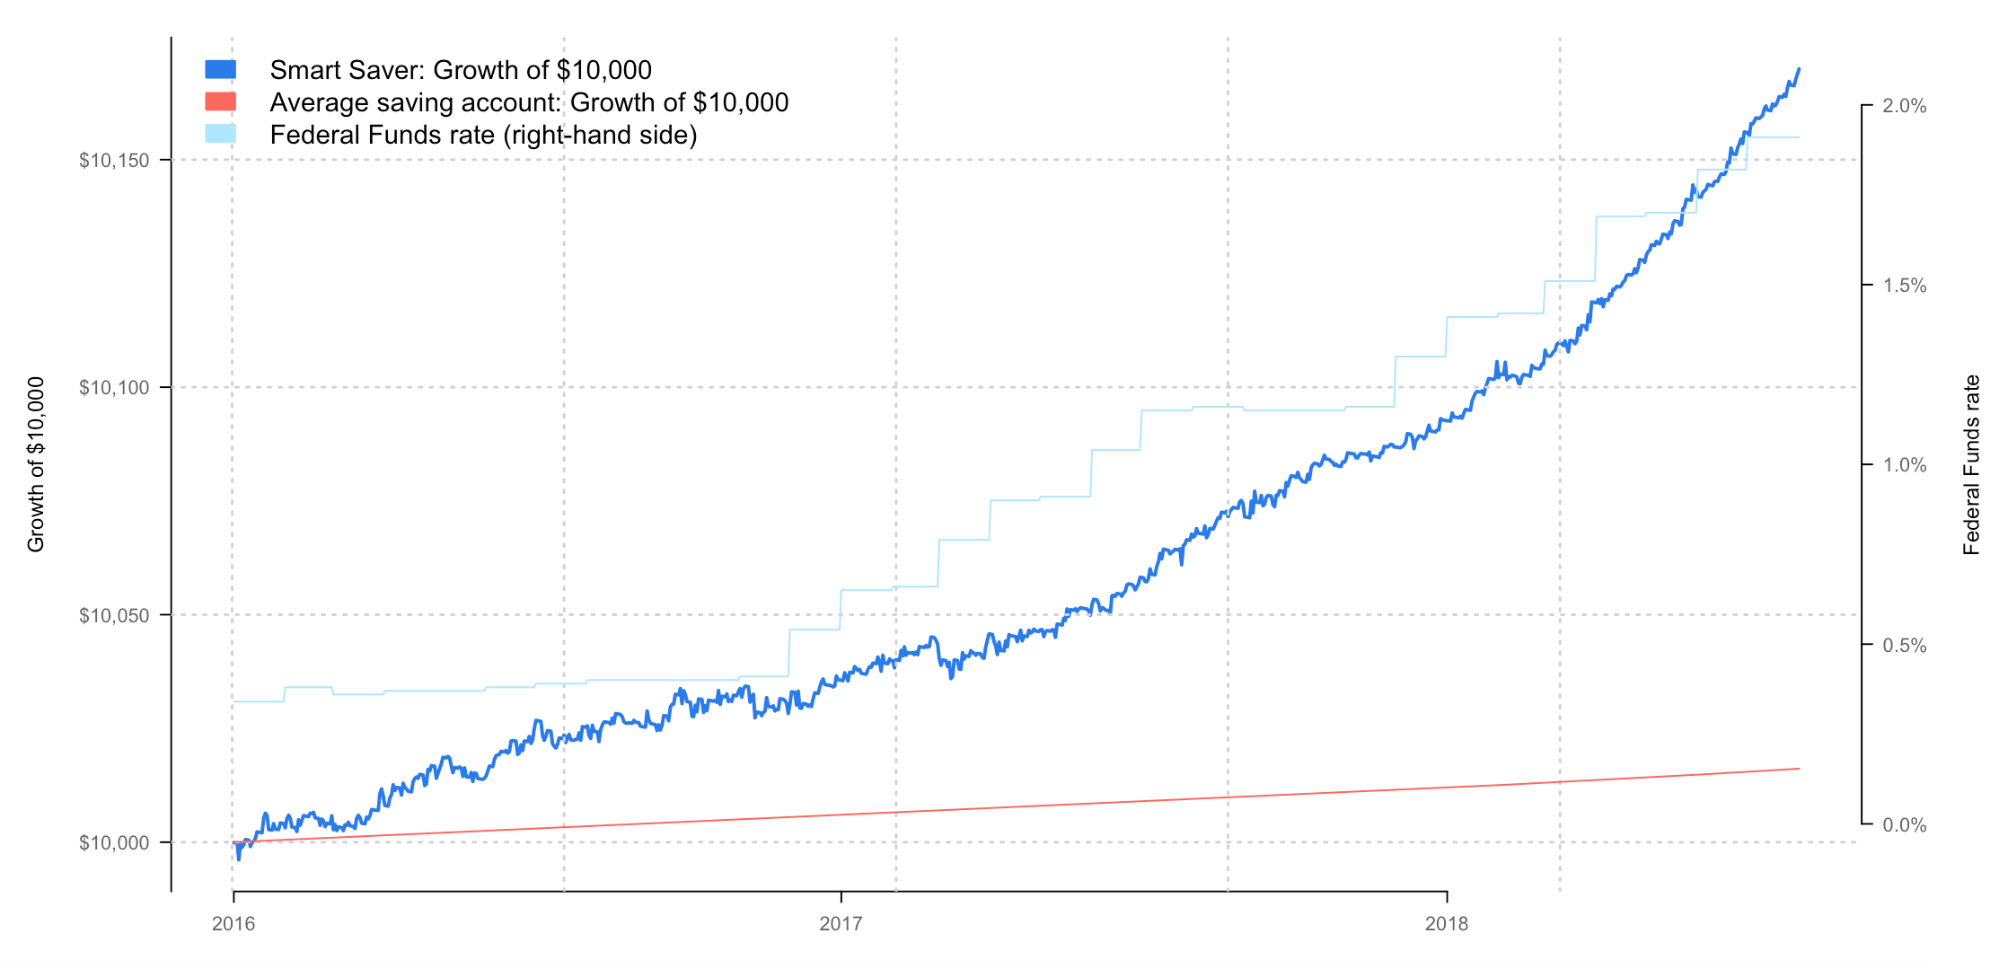 Smart Saver: Growth of $10,000
Average saving account: Growth of $10,000
Federal Funds rate (right-hand side)
Growth of $10,000
$10,150
$10,100
$10,050
$10,000
2016
2017
2018
2.0%
1.5%
1.0%
0.5%
0.0%
Federal Funds rate